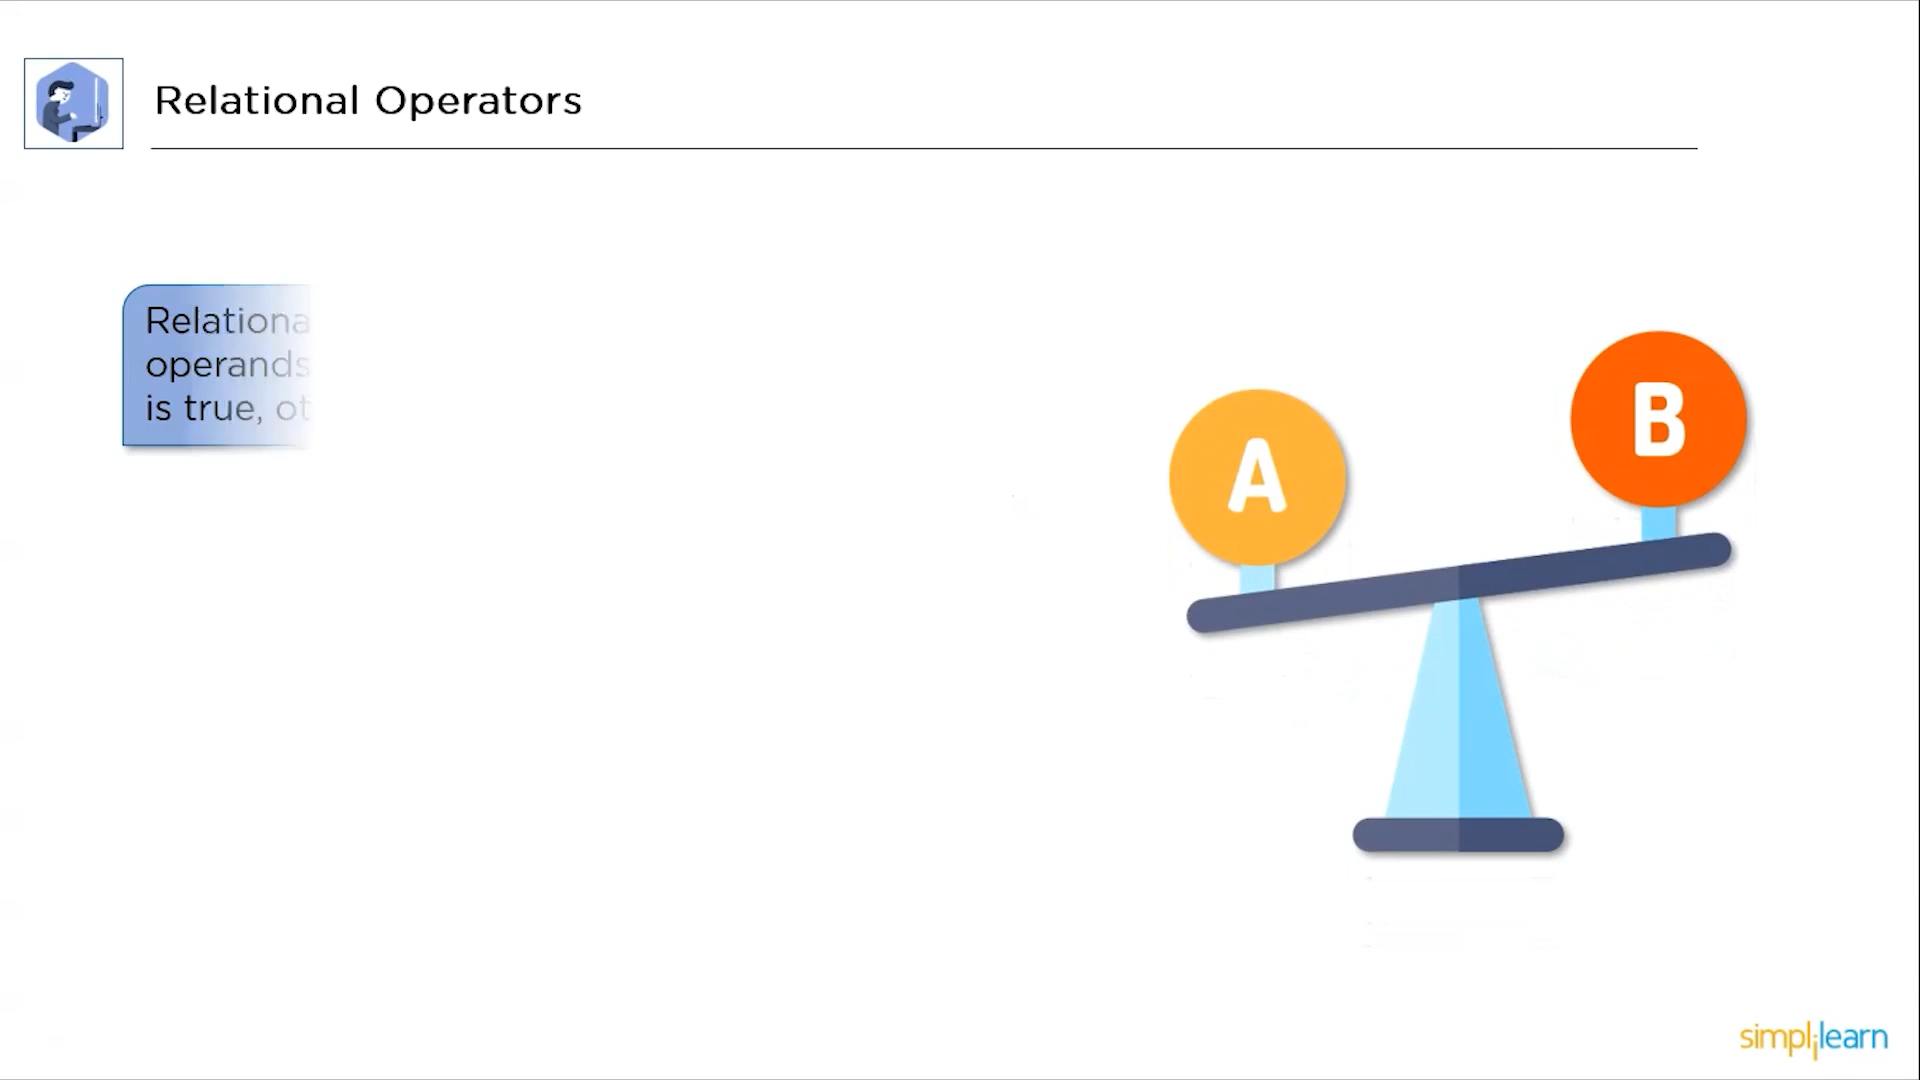 Relational Operators
Relationa
operands
is true, ot
A
B
simplilearn